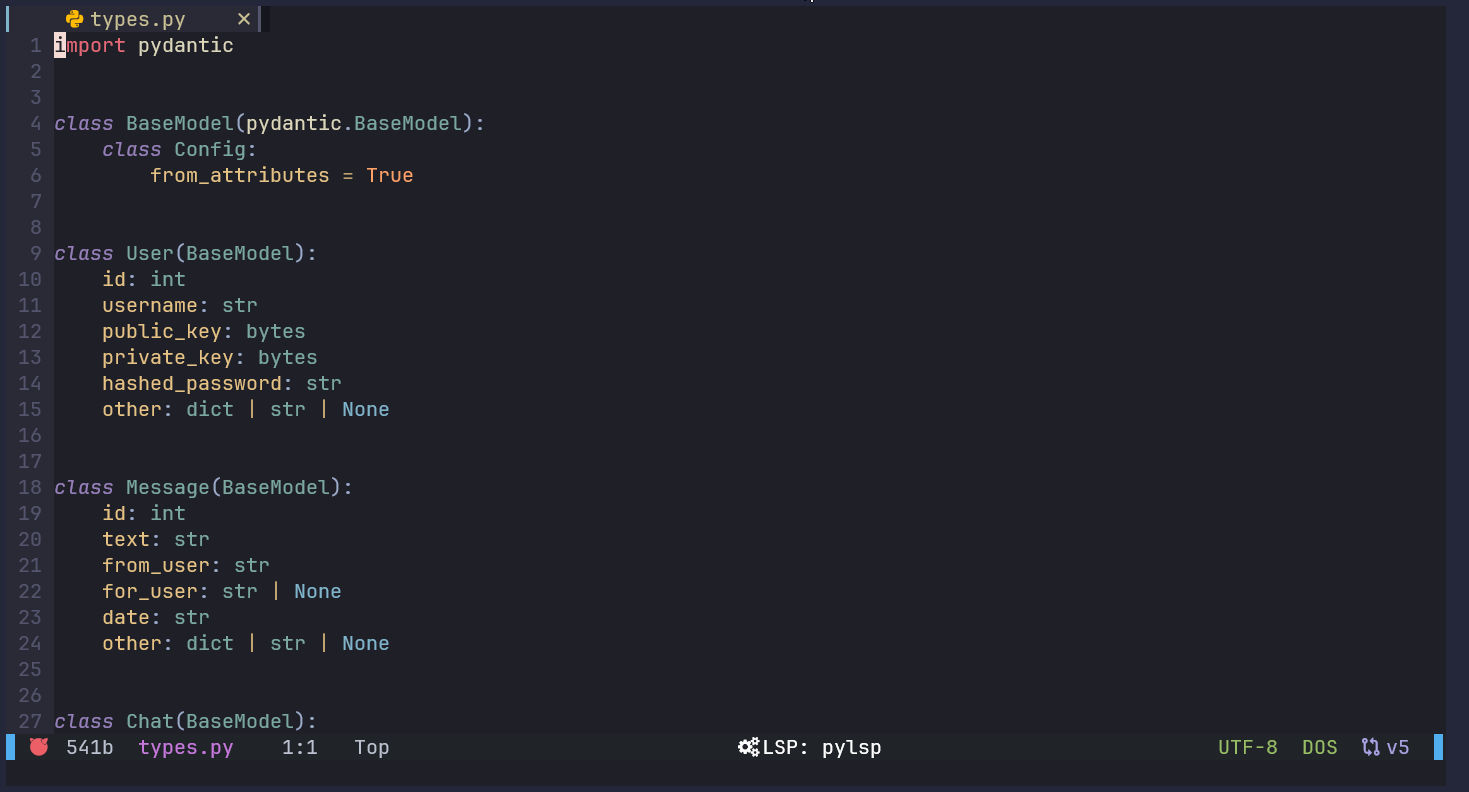 types.py ×
1 import pydantic
2
3
4 class BaseModel(pydantic.BaseModel):
5     class Config:
6         from_attributes = True
7
8
9 class User(BaseModel):
10     id: int
11     username: str
12     public_key: bytes
13     private_key: bytes
14     hashed_password: str
15     other: dict | str | None
16
17
18 class Message(BaseModel):
19     id: int
20     text: str
21     from_user: str
22     for_user: str | None
23     date: str
24     other: dict | str | None
25
26
27 class Chat(BaseModel):
541b types.py 1:1 Top LSP: pylsp UTF-8 DOS v5